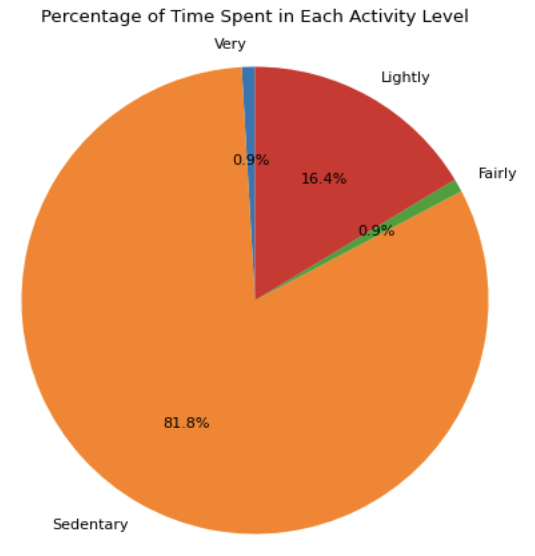 Percentage of Time Spent in Each Activity Level
Very
Lightly
0.9%
16.4%
Fairly
0.9%
81.8%
Sedentary